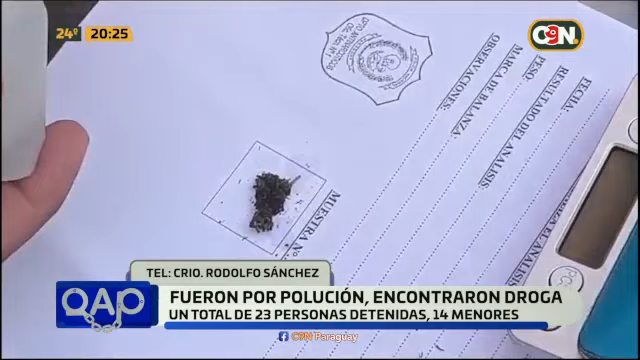 24°
20:25
C9N
FECHA:
RESULTADO DEL ANALISIS:
PESO:
MARCA DE BALANZA:
OBSERVACIONES:
MUESTRA N°:
TEL: CRIO. RODOLFO SÁNCHEZ
QAP
FUERON POR POLUCIÓN, ENCONTRARON DROGA
UN TOTAL DE 23 PERSONAS DETENIDAS, 14 MENORES
C9N Paraguay